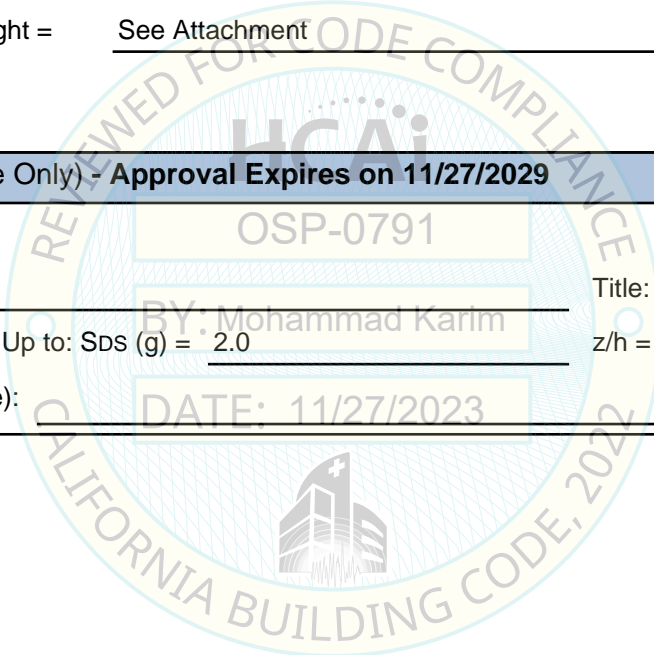 ght = See Attachment
REVIEWED FOR CODE COMPLIANCE
HCAi
e Only) - Approval Expires on 11/27/2029
OSP-0791
Title:
BY: Mohammad Karim
Up to: SDS (g) = 2.0 z/h =
e):
DATE: 11/27/2023
CALIFORNIA BUILDING CODE, 2022